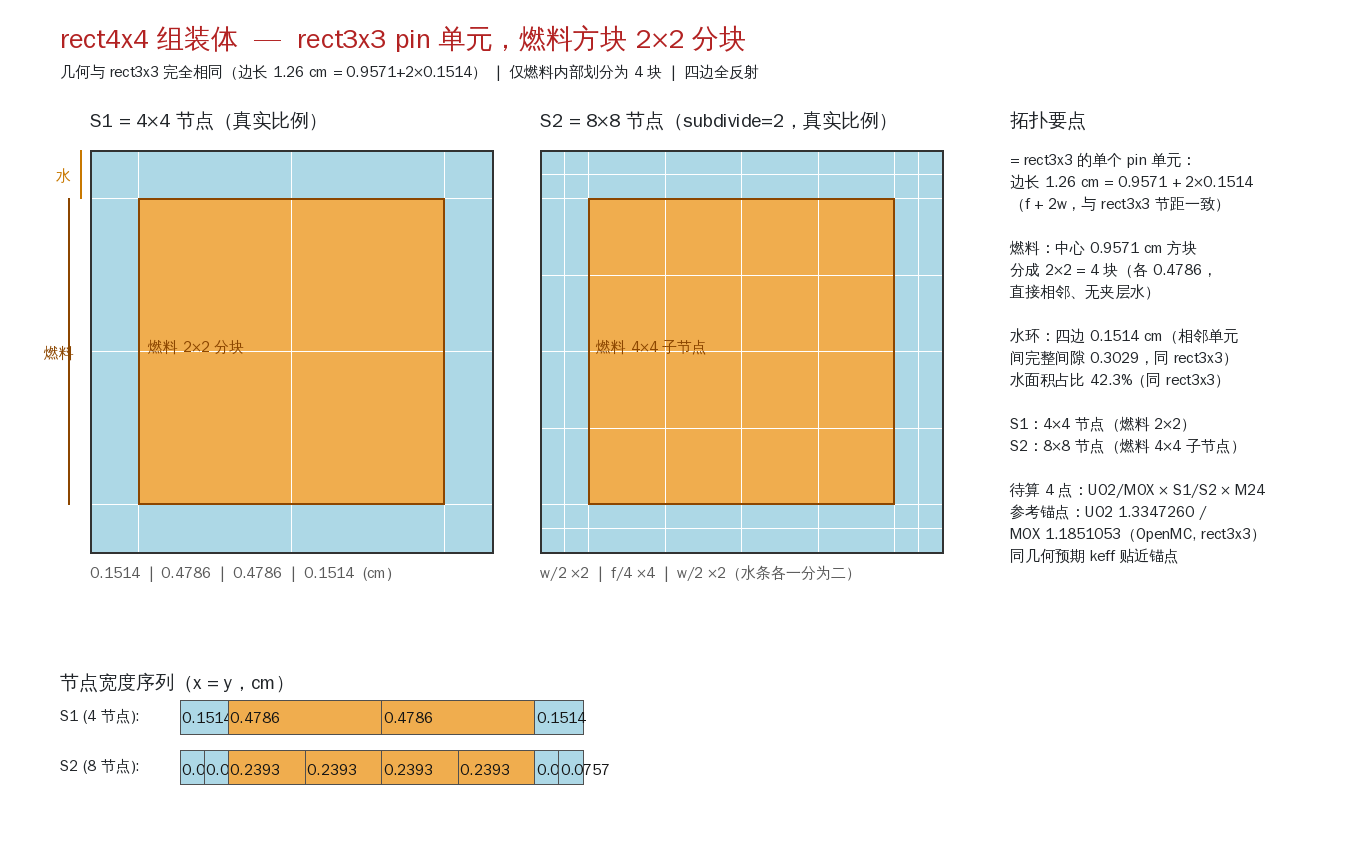 rect4x4 组装体 — rect3x3 pin 单元，燃料方块 2×2 分块
几何与 rect3x3 完全相同（边长 1.26 cm = 0.9571+2×0.1514） | 仅燃料内部划分为 4 块 | 四边全反射
S1 = 4×4 节点（真实比例）
水
燃料
燃料 2×2 分块
0.1514 | 0.4786 | 0.4786 | 0.1514 (cm)
S2 = 8×8 节点（subdivide=2，真实比例）
燃料 4×4 子节点
w/2 ×2 | f/4 ×4 | w/2 ×2（水条各一分为二）
拓扑要点
= rect3x3 的单个 pin 单元：
边长 1.26 cm = 0.9571 + 2×0.1514
（f + 2w，与 rect3x3 节距一致）
燃料：中心 0.9571 cm 方块
分成 2×2 = 4 块（各 0.4786，
直接相邻、无夹层水）
水环：四边 0.1514 cm（相邻单元
间完整间隙 0.3029，同 rect3x3）
水面积占比 42.3%（同 rect3x3）
S1：4×4 节点（燃料 2×2）
S2：8×8 节点（燃料 4×4 子节点）
待算 4 点：UO2/MOX × S1/S2 × M24
参考锚点：UO2 1.3347260 /
MOX 1.1851053（OpenMC, rect3x3）
同几何预期 keff 贴近锚点
节点宽度序列（x = y，cm）
S1 (4 节点): 0.1514 0.4786 0.4786 0.1514
S2 (8 节点): 0.0 0.0 0.2393 0.2393 0.2393 0.2393 0.0 0.0757